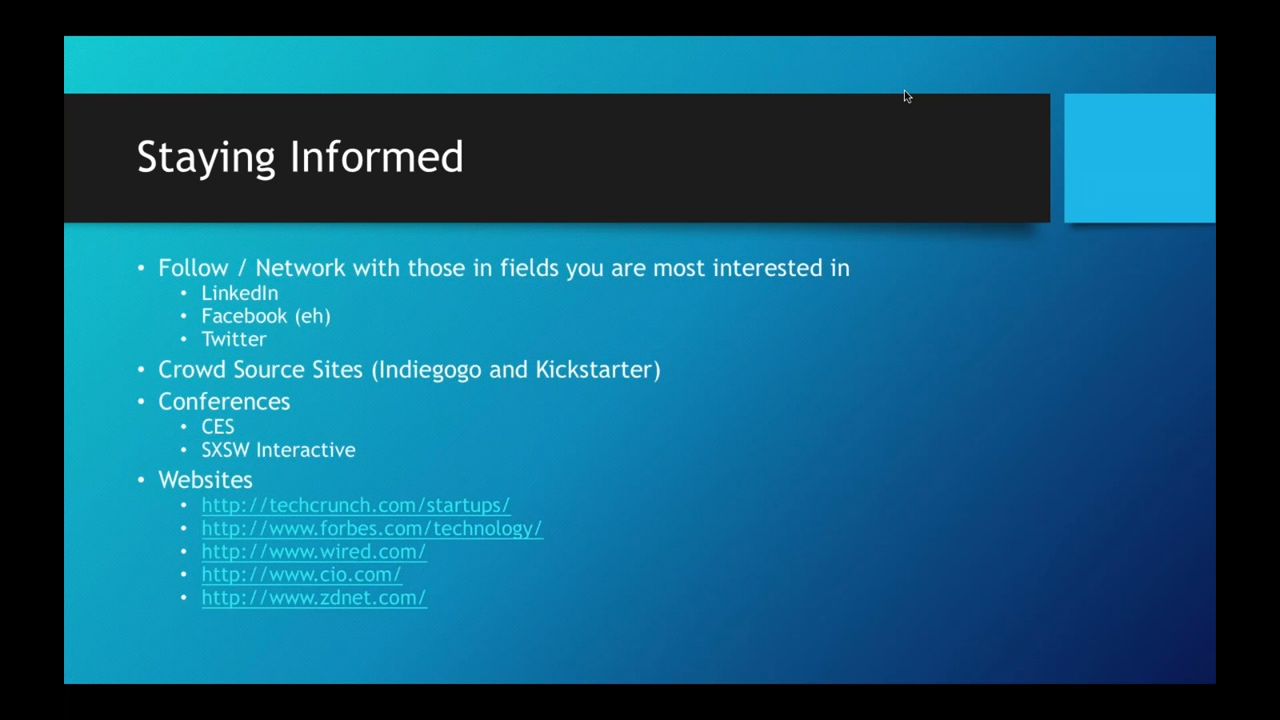 Staying Informed
• Follow / Network with those in fields you are most interested in
• LinkedIn
• Facebook (eh)
• Twitter
• Crowd Source Sites (Indiegogo and Kickstarter)
• Conferences
• CES
• SXSW Interactive
• Websites
• http://techcrunch.com/startups/
• http://www.forbes.com/technology/
• http://www.wired.com/
• http://www.cio.com/
• http://www.zdnet.com/